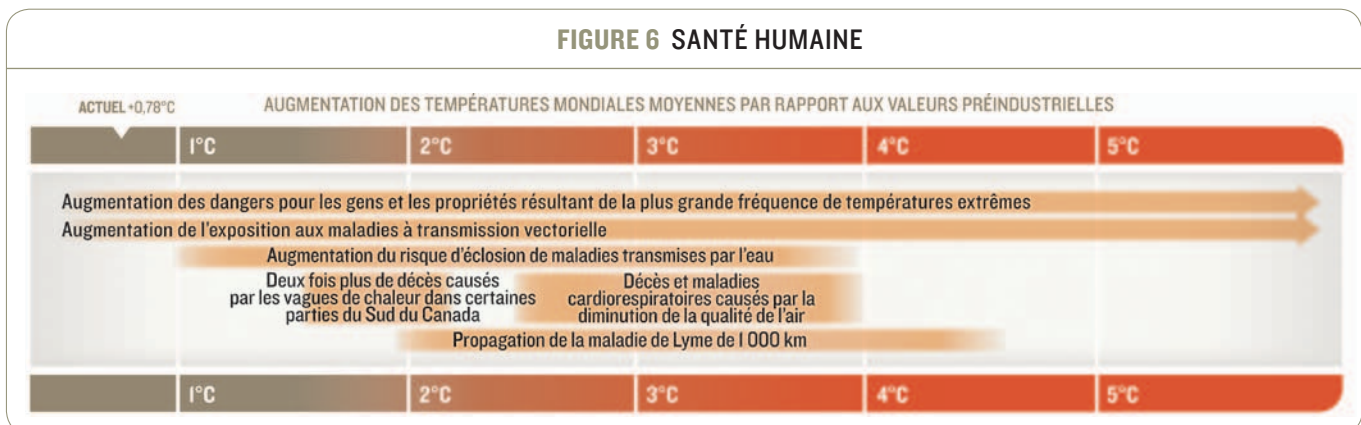 FIGURE 6 SANTÉ HUMAINE
ACTUEL +0,78°C
AUGMENTATION DES TEMPÉRATURES MONDIALES MOYENNES PAR RAPPORT AUX VALEURS PRÉINDUSTRIELLES
1°C 2°C 3°C 4°C 5°C
Augmentation des dangers pour les gens et les propriétés résultant de la plus grande fréquence de températures extrêmes
Augmentation de l'exposition aux maladies à transmission vectorielle
Augmentation du risque d'éclosion de maladies transmises par l'eau
Deux fois plus de décès causés
par les vagues de chaleur dans certaines
parties du Sud du Canada
Décès et maladies
cardiorespiratoires causés par la
diminution de la qualité de l'air
Propagation de la maladie de Lyme de 1 000 km
1°C 2°C 3°C 4°C 5°C